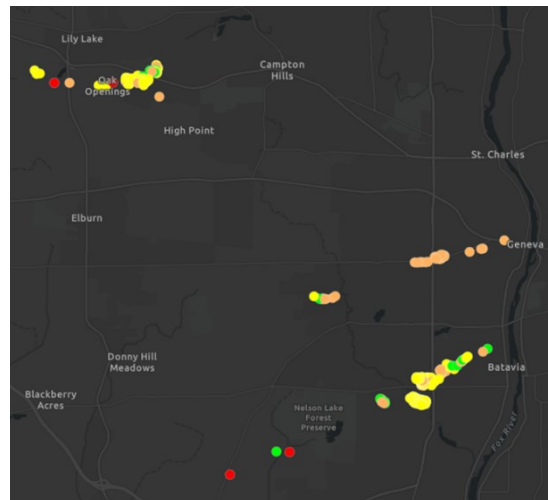 Lily Lake
Campton
Hills
Oak
Openings
High Point
St. Charles
Elburn
Geneva
Donny Hill
Meadows
Batavia
Blackberry
Acres
Nelson Lake
Forest
Preserve
Fox River